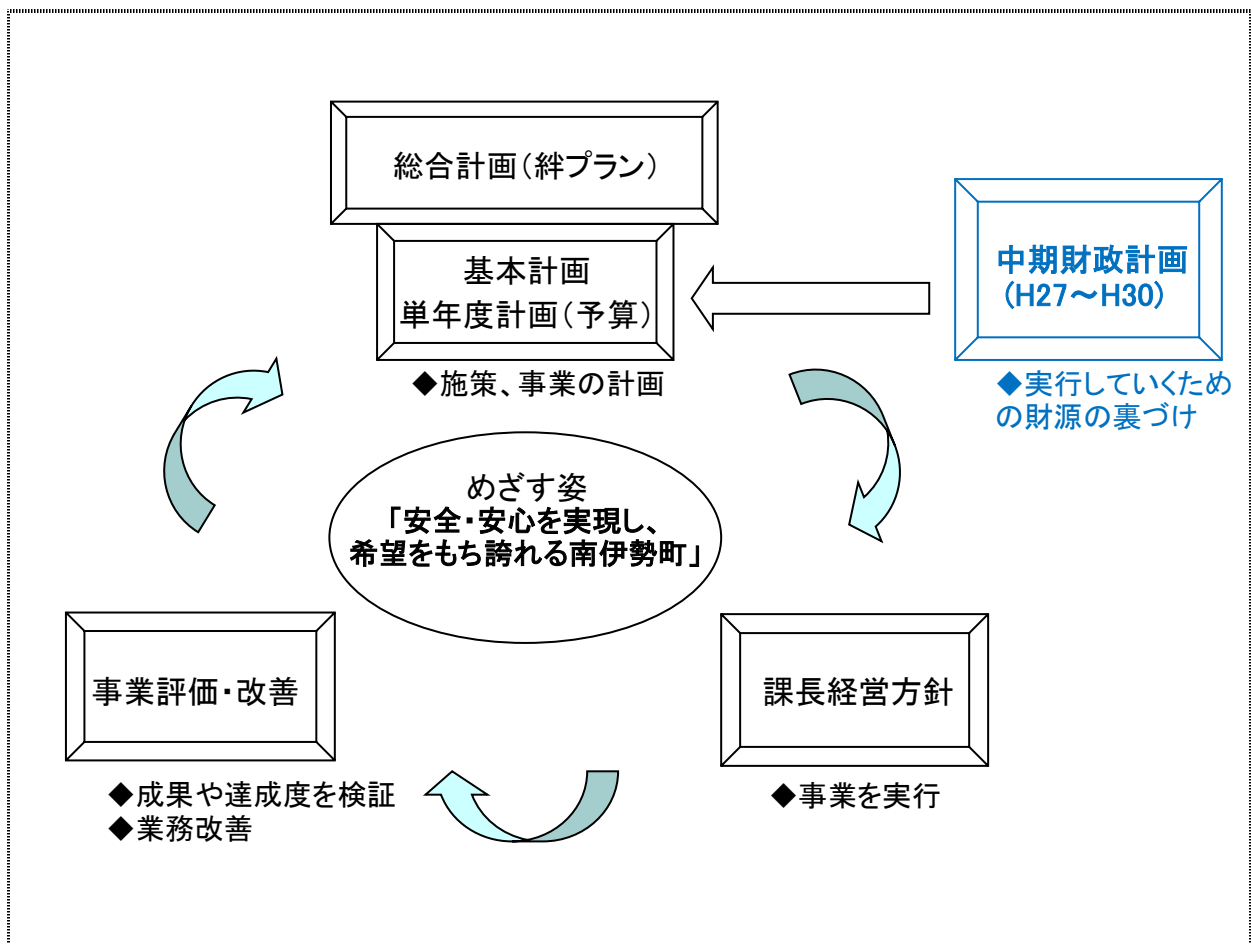 総合計画（絆プラン）
基本計画
単年度計画（予算）
◆施策、事業の計画
中期財政計画
(H27～H30)
◆実行していくため
の財源の裏づけ
めざす姿
「安全・安心を実現し、
希望をもち誇れる南伊勢町」
事業評価・改善
◆成果や達成度を検証
◆業務改善
課長経営方針
◆事業を実行